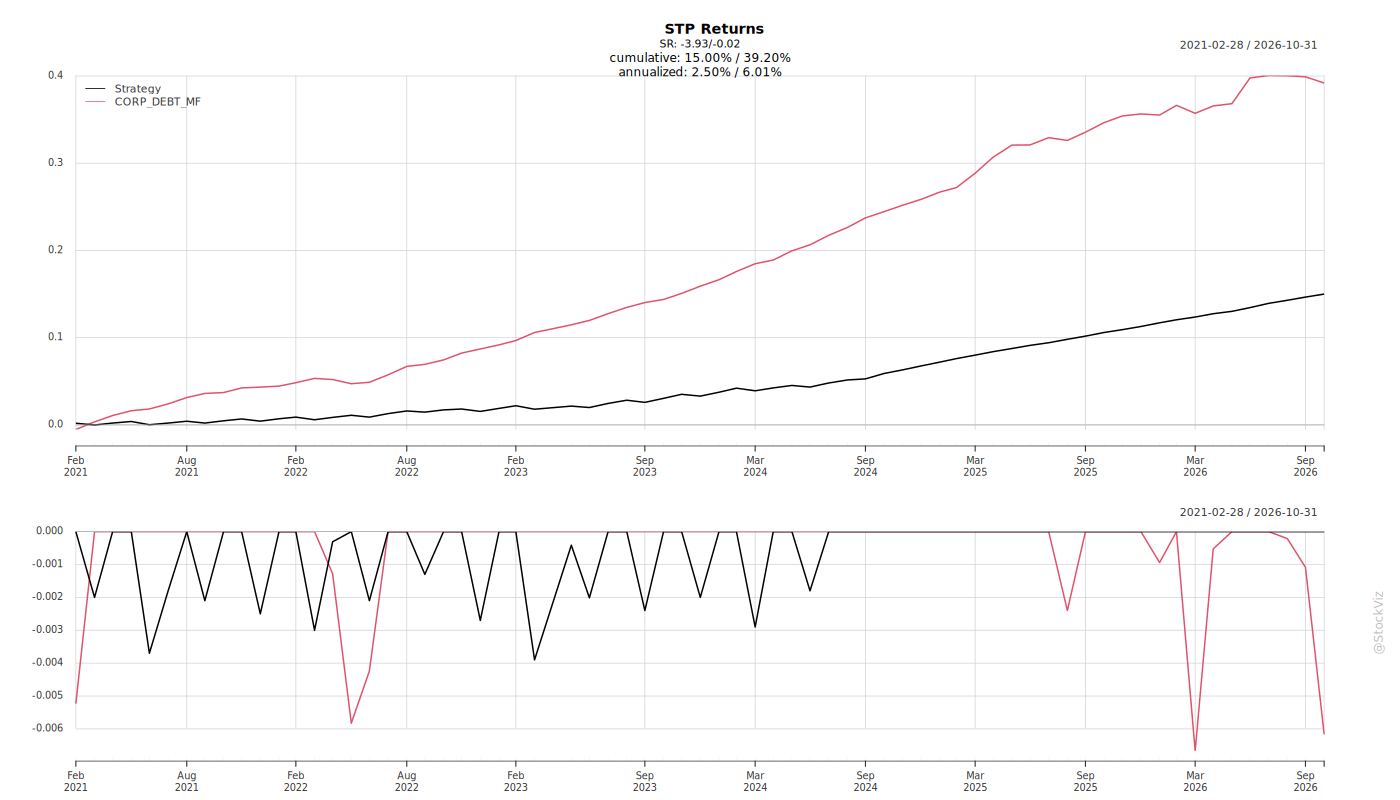 STP Returns
SR: -3.93/-0.02
cumulative: 15.00% / 39.20%
annualized: 2.50% / 6.01%
2021-02-28 / 2026-10-31
Strategy
CORP_DEBT_MF
0.4
0.3
0.2
0.1
0.0
Feb Aug Feb Aug Feb Sep Mar Sep Mar Sep Mar Sep
2021 2021 2022 2022 2023 2023 2024 2024 2025 2025 2026 2026
2021-02-28 / 2026-10-31
0.000
-0.001
-0.002
-0.003
-0.004
-0.005
-0.006
Feb Aug Feb Aug Feb Sep Mar Sep Mar Sep Mar Sep
2021 2021 2022 2022 2023 2023 2024 2024 2025 2025 2026 2026
@StockViz